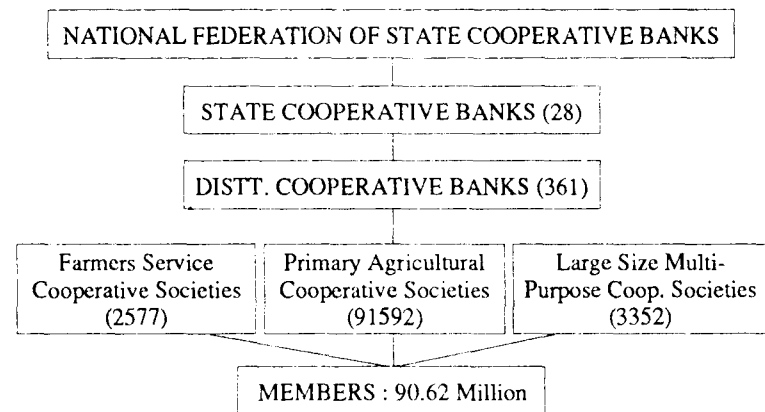 NATIONAL FEDERATION OF STATE COOPERATIVE BANKS
STATE COOPERATIVE BANKS (28)
DISTT. COOPERATIVE BANKS (361)
Farmers Service
Cooperative Societies
(2577)
Primary Agricultural
Cooperative Societies
(91592)
Large Size Multi-
Purpose Coop. Societies
(3352)
MEMBERS : 90.62 Million